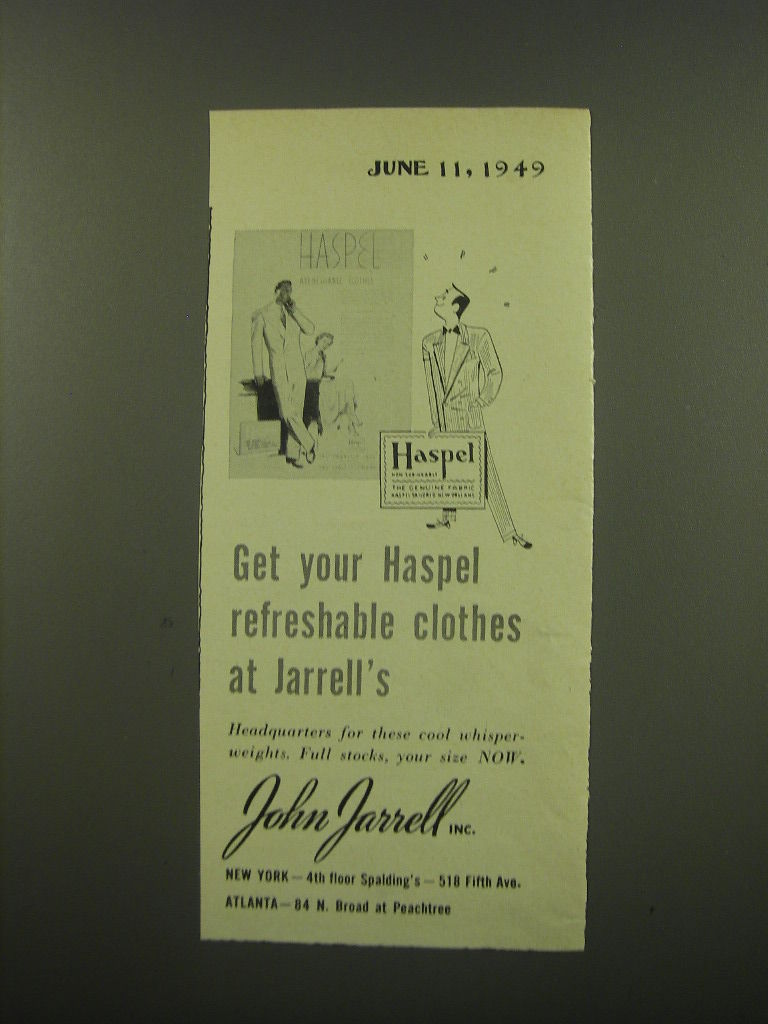 JUNE 11, 1949
HASPEL
REFRESHABLE CLOTHES
Haspel
THE GENUINE FABRIC
Get your Haspel
refreshable clothes
at Jarrell's
Headquarters for these cool whisper-
weights. Full stocks, your size NOW.
John Jarrell INC.
NEW YORK — 4th floor Spalding's — 518 Fifth Ave.
ATLANTA — 84 N. Broad at Peachtree